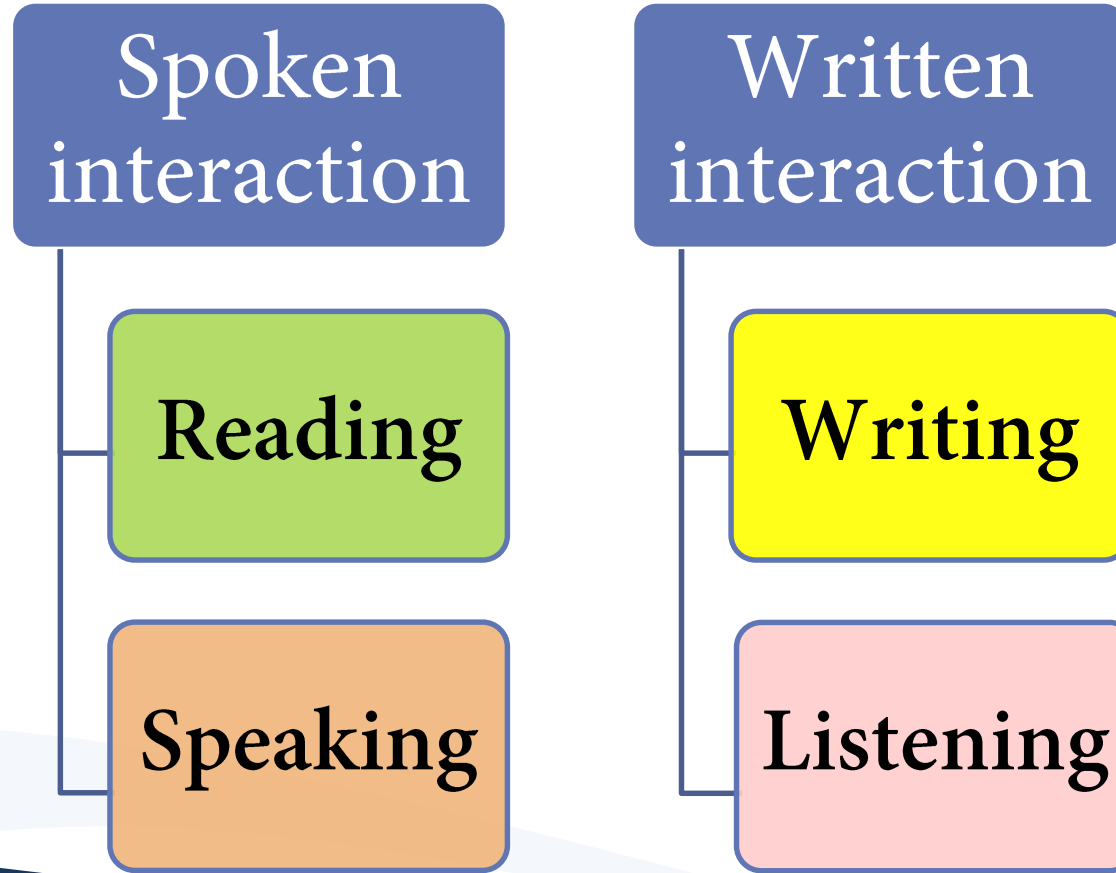 Spoken
interaction
Reading
Speaking
Written
interaction
Writing
Listening